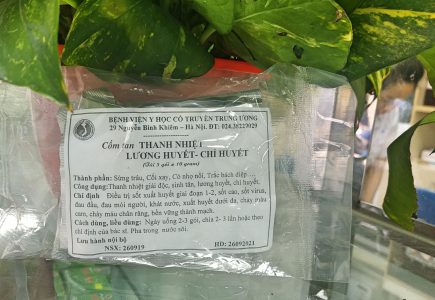 BỆNH VIỆN Y HỌC CỔ TRUYỀN TRUNG ƯƠNG
29 Nguyễn Bỉnh Khiêm – Hà Nội. ĐT: 024.38229029
Cốm tan THANH NHIỆT
LƯƠNG HUYẾT- CHỈ HUYẾT
(Túi 5 gói x 10 gram)
Thành phần: Sừng trâu, Cối xay, Cỏ nhọ nồi, Trắc bách diệp…
Công dụng:Thanh nhiệt giải độc, sinh tân, lương huyết, chỉ huyết.
Chỉ định Điều trị sốt xuất huyết giai đoạn 1-2, sốt cao, sốt virus,
đau đầu, đau mỏi người, khát nước, xuất huyết dưới da, chảy máu
cam, chảy máu chân răng, bền vững thành mạch.
Cách dùng, liều dùng: Ngày uống 2-3 gói, chia 2- 3 lần hoặc theo
chỉ định của bác sĩ. Pha trong nước sôi.
Lưu hành nội bộ
NSX: 260919 HD: 26092021